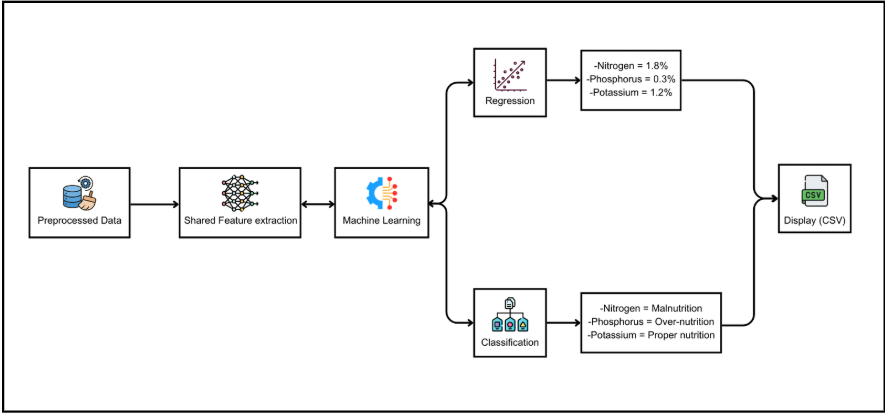 Preprocessed Data
Shared Feature extraction
Machine Learning
Regression
-Nitrogen = 1.8%
-Phosphorus = 0.3%
-Potassium = 1.2%
Classification
-Nitrogen = Malnutrition
-Phosphorus = Over-nutrition
-Potassium = Proper nutrition
CSV
Display (CSV)